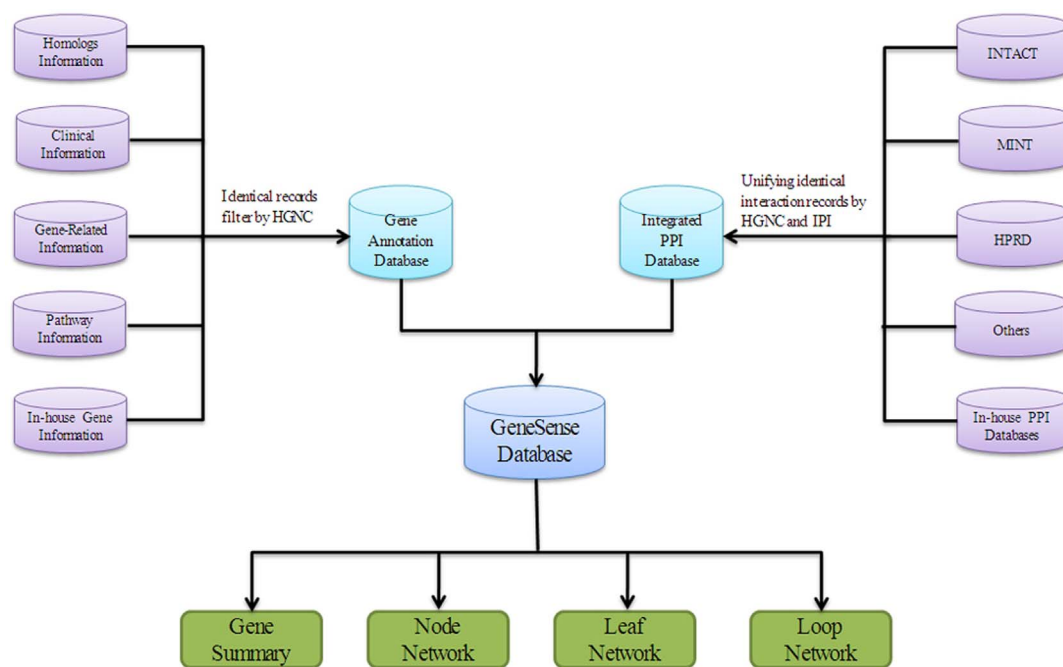 Homologs
Information
Clinical
Information
Gene-Related
Information
Pathway
Information
In-house Gene
Information
Identical records
filter by HGNC
Gene
Annotation
Database
Integrated
PPI
Database
Unifying identical
interaction records by
HGNC and IPI
INTACT
MINT
HPRD
Others
In-house PPI
Databases
GeneSense
Database
Gene
Summary
Node
Network
Leaf
Network
Loop
Network